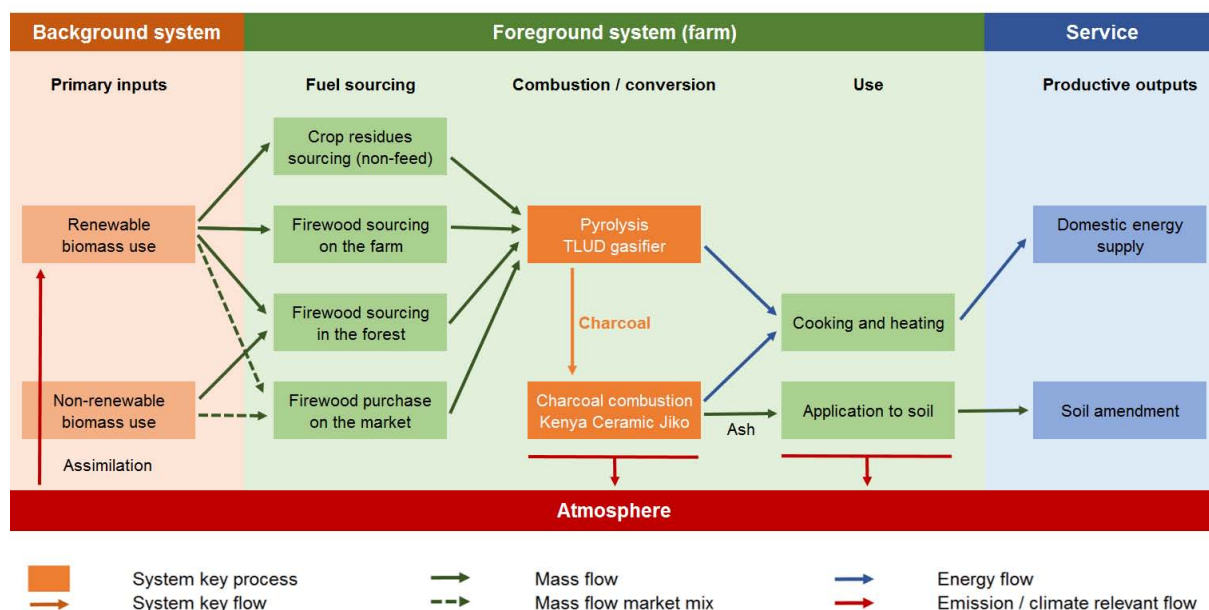 Background system
Foreground system (farm)
Service
Primary inputs
Fuel sourcing
Combustion / conversion
Use
Productive outputs
Crop residues
sourcing (non-feed)
Renewable
biomass use
Firewood sourcing
on the farm
Pyrolysis
TLUD gasifier
Domestic energy
supply
Firewood sourcing
in the forest
Charcoal
Cooking and heating
Non-renewable
biomass use
Firewood purchase
on the market
Charcoal combustion
Kenya Ceramic Jiko
Ash
Application to soil
Soil amendment
Assimilation
Atmosphere
System key process
Mass flow
Energy flow
System key flow
Mass flow market mix
Emission / climate relevant flow